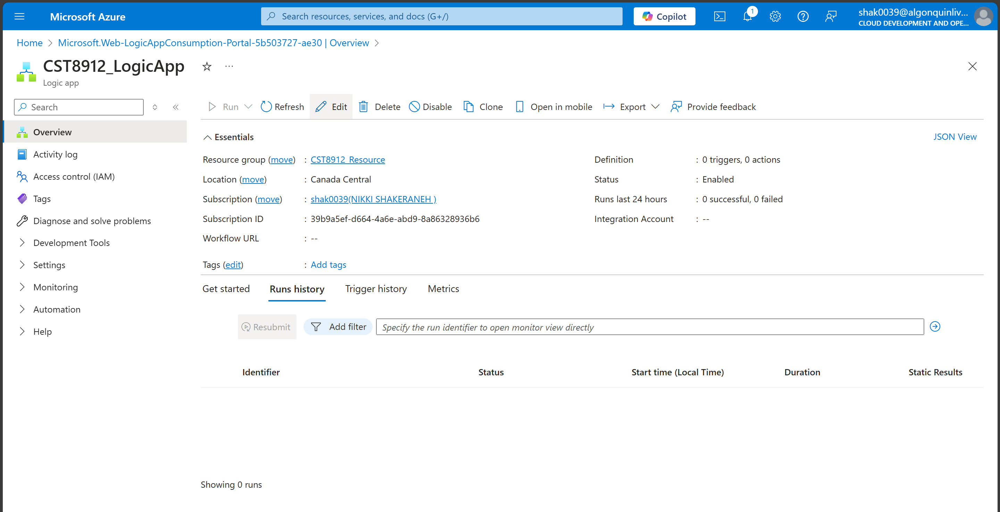 Microsoft Azure
Search resources, services, and docs (G+/)
Copilot
1
shak0039@algonquinliv...
CLOUD DEVELOPMENT AND OPE...
Home > Microsoft.Web-LogicAppConsumption-Portal-5b503727-ae30 | Overview >
CST8912_LogicApp
Logic app
Search
Overview
Activity log
Access control (IAM)
Tags
Diagnose and solve problems
Development Tools
Settings
Monitoring
Automation
Help
Run Refresh Edit Delete Disable Clone Open in mobile Export Provide feedback
Essentials
JSON View
Resource group (move) : CST8912_Resource
Location (move) : Canada Central
Subscription (move) : shak0039(NIKKI SHAKERANEH )
Subscription ID : 39b9a5ef-d664-4a6e-abd9-8a86328936b6
Workflow URL : --
Definition : 0 triggers, 0 actions
Status : Enabled
Runs last 24 hours : 0 successful, 0 failed
Integration Account : --
Tags (edit) : Add tags
Get started Runs history Trigger history Metrics
Resubmit Add filter Specify the run identifier to open monitor view directly
Identifier Status Start time (Local Time) Duration Static Results
Showing 0 runs